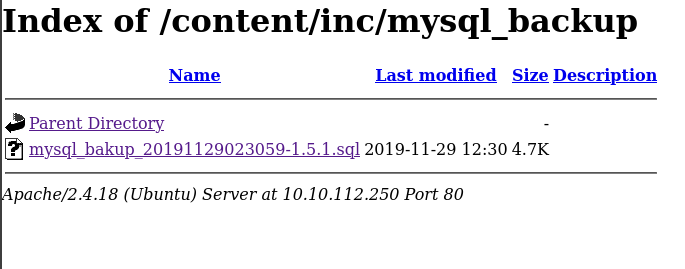 Index of /content/inc/mysql_backup
Name Last modified Size Description
Parent Directory -
mysql_bakup_20191129023059-1.5.1.sql 2019-11-29 12:30 4.7K
Apache/2.4.18 (Ubuntu) Server at 10.10.112.250 Port 80